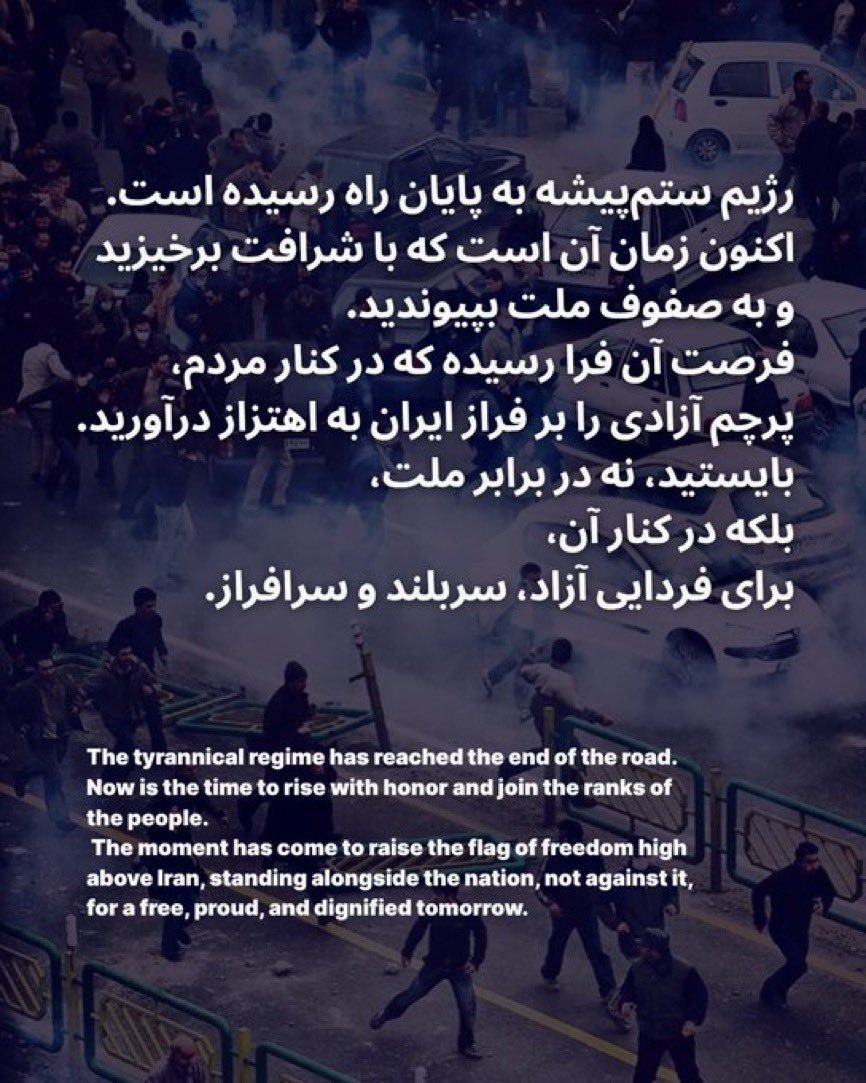 رژیم ستم‌پیشه به پایان راه رسیده است.
اکنون زمان آن است که با شرافت برخیزید
و به صفوف ملت بپیوندید.
فرصت آن فرا رسیده که در کنار مردم،
پرچم آزادی را بر فراز ایران به اهتزاز درآورید.
بایستید، نه در برابر ملت،
بلکه در کنار آن،
برای فردایی آزاد، سربلند و سرافراز.
The tyrannical regime has reached the end of the road.
Now is the time to rise with honor and join the ranks of
the people.
The moment has come to raise the flag of freedom high
above Iran, standing alongside the nation, not against it,
for a free, proud, and dignified tomorrow.